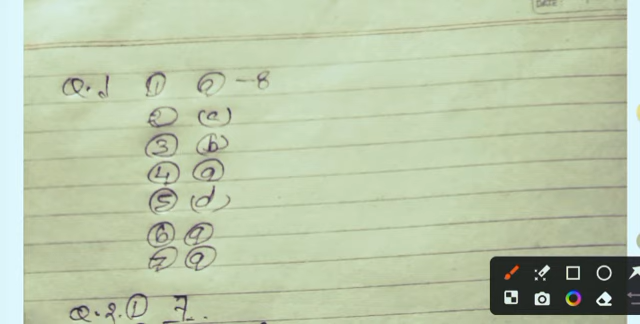 Q.1 ① ⓑ - 8
② (c)
③ ⓑ
④ ⓐ
⑤ (d)
⑥ ⓐ
⑦ ⓐ
Q.2. ① 7.